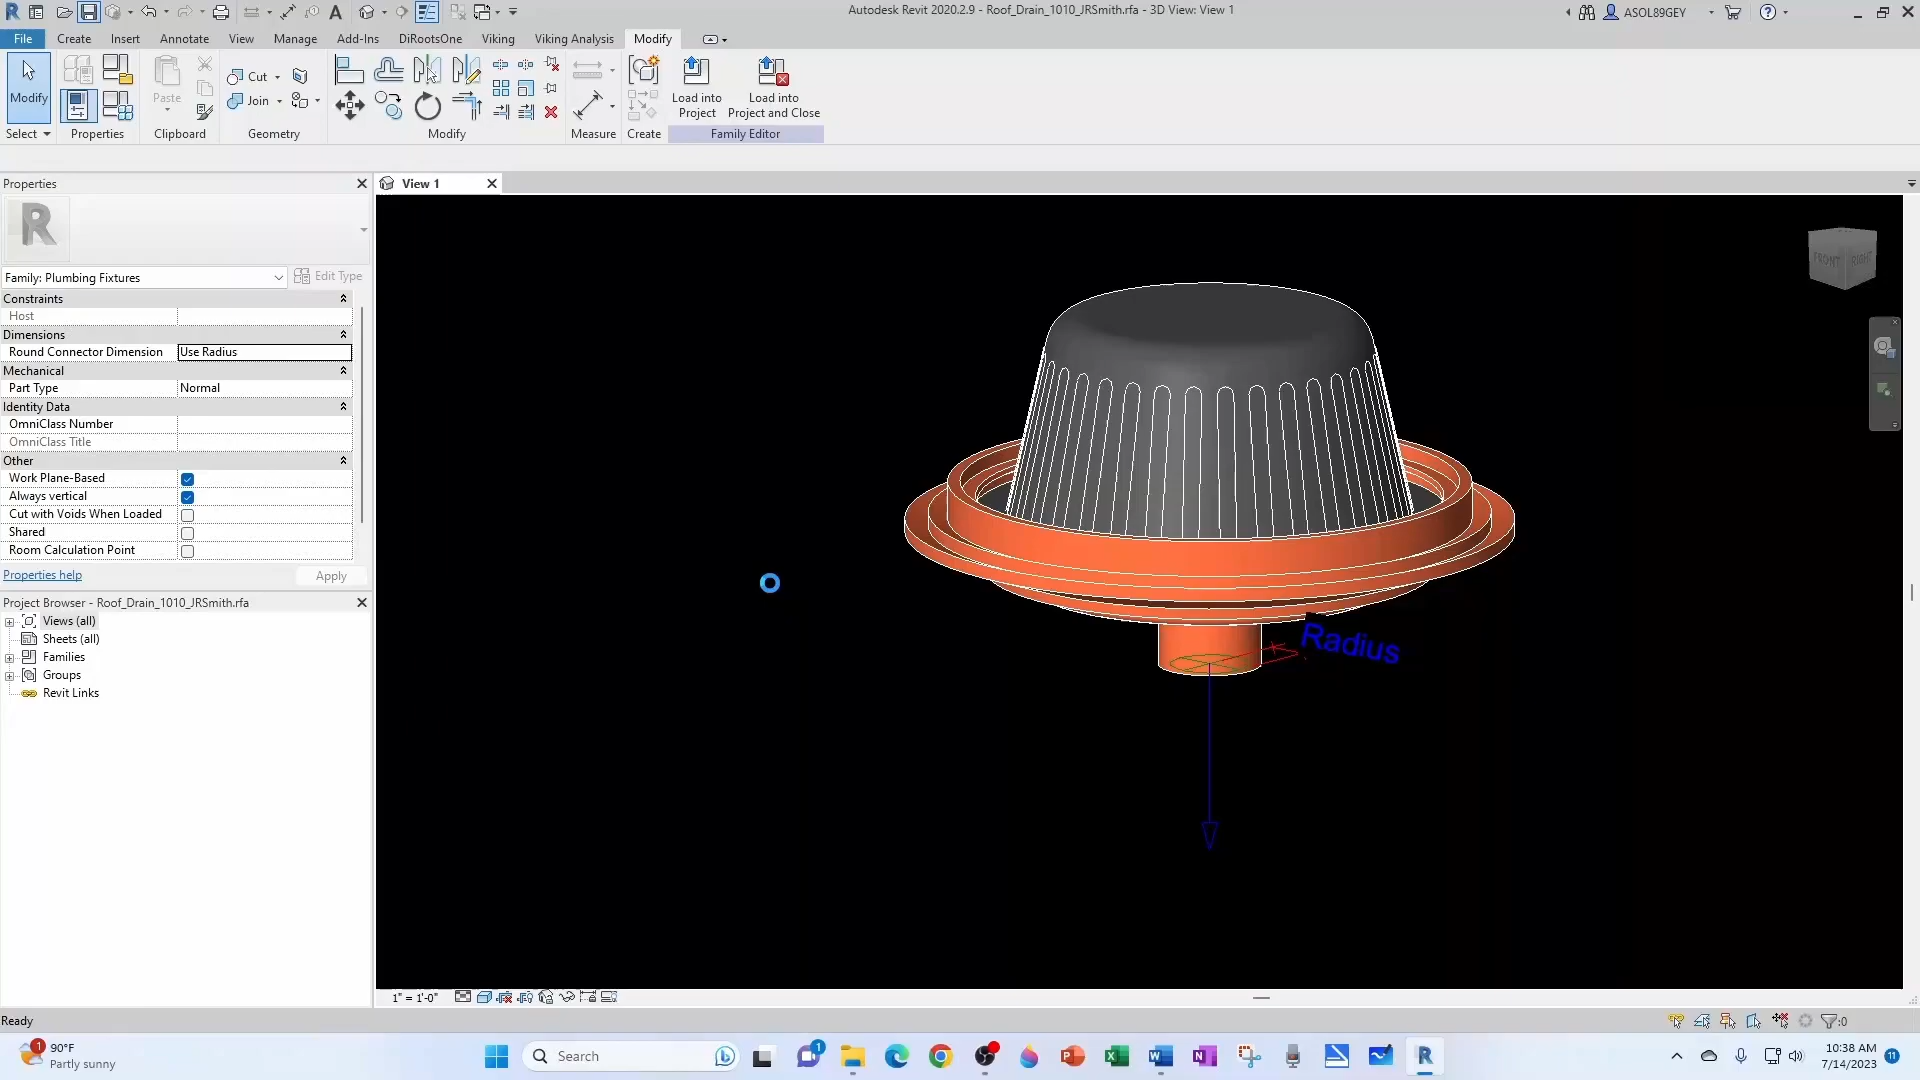 Autodesk Revit 2020.2.9 - Roof_Drain_1010_JRSmith.rfa - 3D View: View 1
ASOL89GEY
File Create Insert Annotate View Manage Add-Ins DiRootsOne Viking Viking Analysis Modify
Modify
Paste
Cut
Join
Load into
Project
Load into
Project and Close
Select Properties Clipboard Geometry Modify Measure Create Family Editor
Properties
View 1
R
Family: Plumbing Fixtures
Edit Type
Constraints
Host
Dimensions
Round Connector Dimension Use Radius
Mechanical
Part Type Normal
Identity Data
OmniClass Number
OmniClass Title
Other
Work Plane-Based
Always vertical
Cut with Voids When Loaded
Shared
Room Calculation Point
Properties help
Apply
Project Browser - Roof_Drain_1010_JRSmith.rfa
Views (all)
Sheets (all)
Families
Groups
Revit Links
FRONT RIGHT
Radius
1" = 1'-0"
Ready
:0
1
90°F
Partly sunny
Search
1
10:38 AM
7/14/2023
11